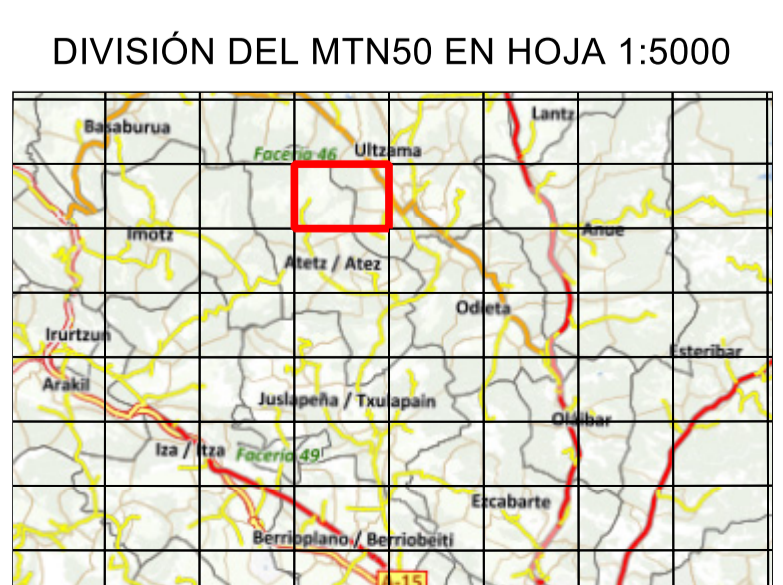 DIVISIÓN DEL MTN50 EN HOJA 1:5000
Lantz
Basaburua
Facería 46
Ultzama
Imotz
Anue
Atetz / Atez
Odieta
Irurtzun
Esteribar
Arakil
Juslapeña / Txulapain
Oláibar
Iza / Itza
Facería 49
Ezcabarte
Berrioplano / Berriobeiti
A-15